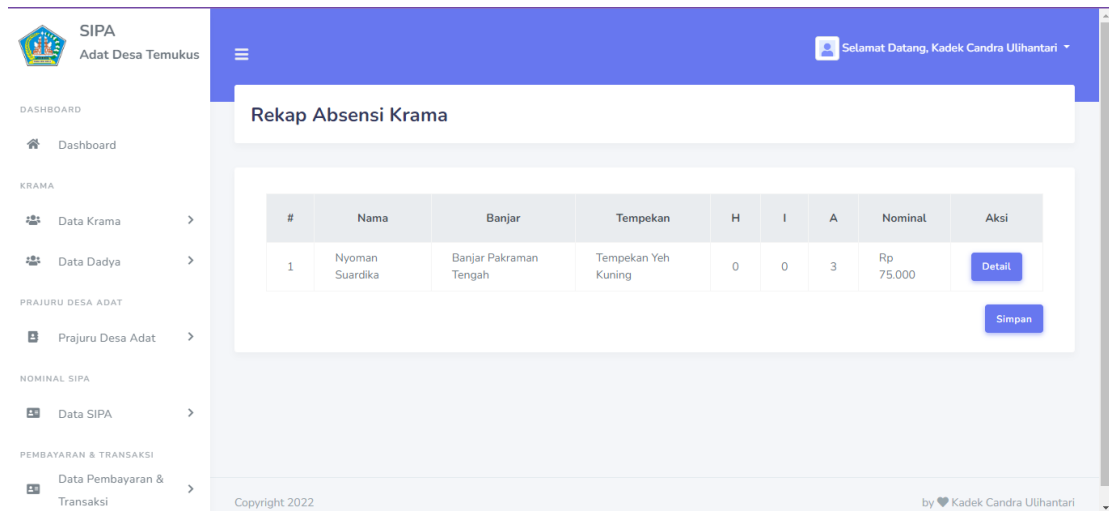 SIPA
Adat Desa Temukus
Selamat Datang, Kadek Candra Ulihantari
DASHBOARD
Dashboard
KRAMA
Data Krama
Data Dadya
PRAJURU DESA ADAT
Prajuru Desa Adat
NOMINAL SIPA
Data SIPA
PEMBAYARAN & TRANSAKSI
Data Pembayaran &
Transaksi
Rekap Absensi Krama
# Nama Banjar Tempekan H I A Nominal Aksi
1 Nyoman Suardika Banjar Pakraman Tengah Tempekan Yeh Kuning 0 0 3 Rp 75.000 Detail
Simpan
Copyright 2022
by Kadek Candra Ulihantari